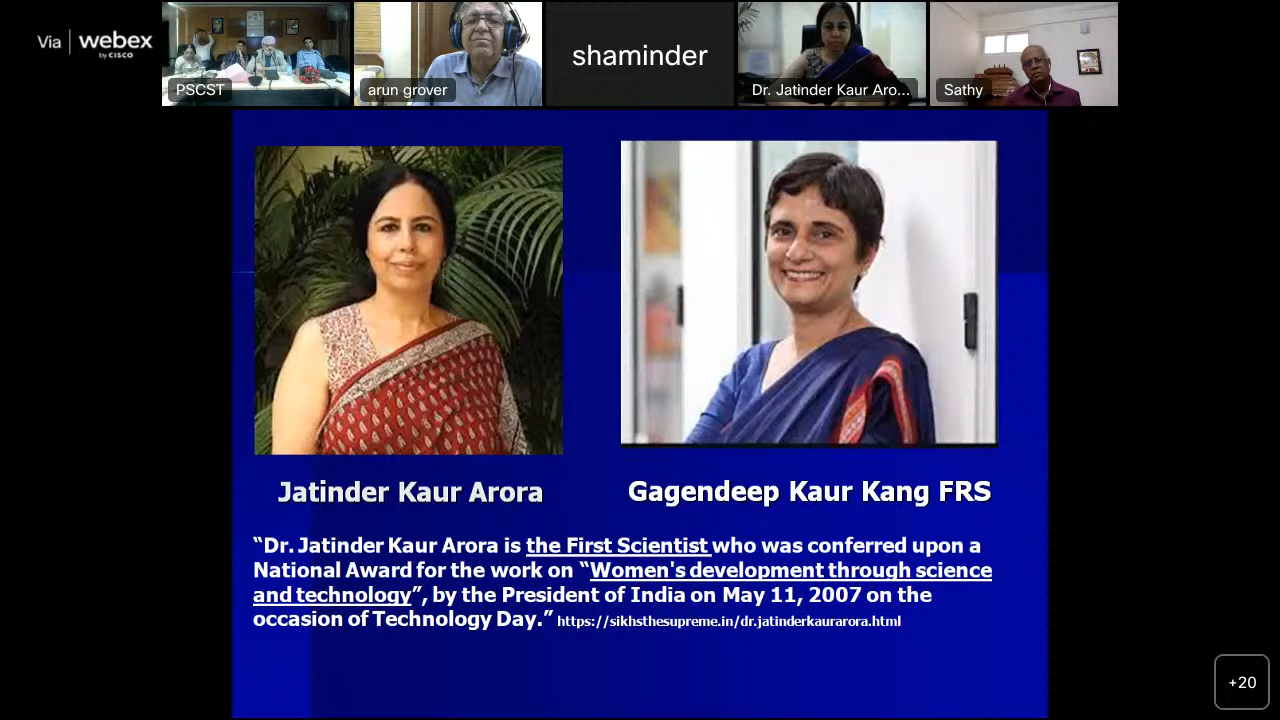 Via webex
by CISCO
PSCST
arun grover
shaminder
Dr. Jatinder Kaur Aro...
Sathy
Jatinder Kaur Arora
Gagendeep Kaur Kang FRS
“Dr. Jatinder Kaur Arora is the First Scientist who was conferred upon a
National Award for the work on “Women's development through science
and technology”, by the President of India on May 11, 2007 on the
occasion of Technology Day.” https://sikhsthesupreme.in/dr.jatinderkaurarora.html
+20